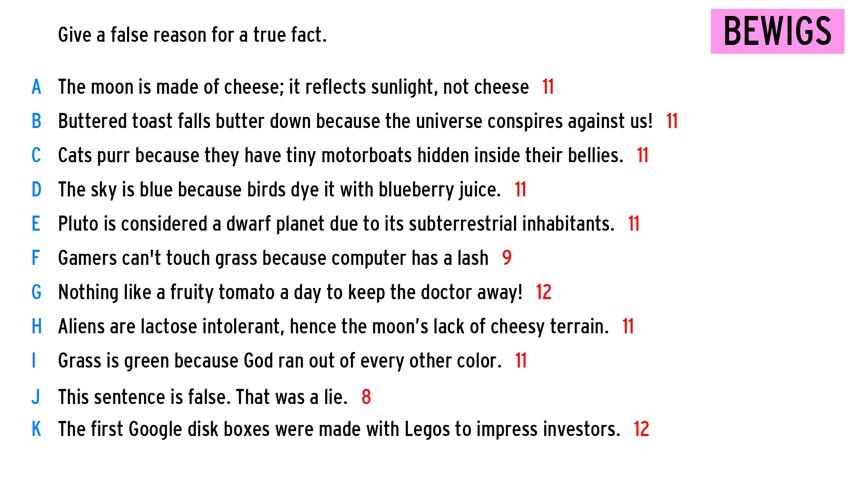 BEWIGS
Give a false reason for a true fact.
A The moon is made of cheese; it reflects sunlight, not cheese 11
B Buttered toast falls butter down because the universe conspires against us! 11
C Cats purr because they have tiny motorboats hidden inside their bellies. 11
D The sky is blue because birds dye it with blueberry juice. 11
E Pluto is considered a dwarf planet due to its subterrestrial inhabitants. 11
F Gamers can't touch grass because computer has a lash 9
G Nothing like a fruity tomato a day to keep the doctor away! 12
H Aliens are lactose intolerant, hence the moon’s lack of cheesy terrain. 11
I Grass is green because God ran out of every other color. 11
J This sentence is false. That was a lie. 8
K The first Google disk boxes were made with Legos to impress investors. 12